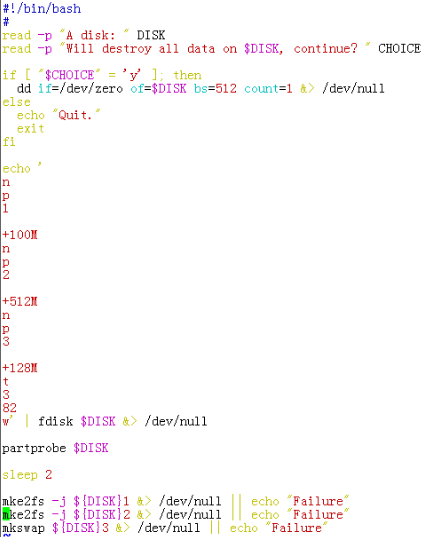 #!/bin/bash
#
read -p "A disk: " DISK
read -p "Will destroy all data on $DISK, continue? " CHOICE
if [ "$CHOICE" = 'y' ]; then
dd if=/dev/zero of=$DISK bs=512 count=1 &> /dev/null
else
echo "Quit."
exit
fi
echo '
n
p
1
+100M
n
p
2
+512M
n
p
3
+128M
t
3
82
w' | fdisk $DISK &> /dev/null
partprobe $DISK
sleep 2
mke2fs -j ${DISK}1 &> /dev/null || echo "Failure"
mke2fs -j ${DISK}2 &> /dev/null || echo "Failure"
mkswap ${DISK}3 &> /dev/null || echo "Failure"